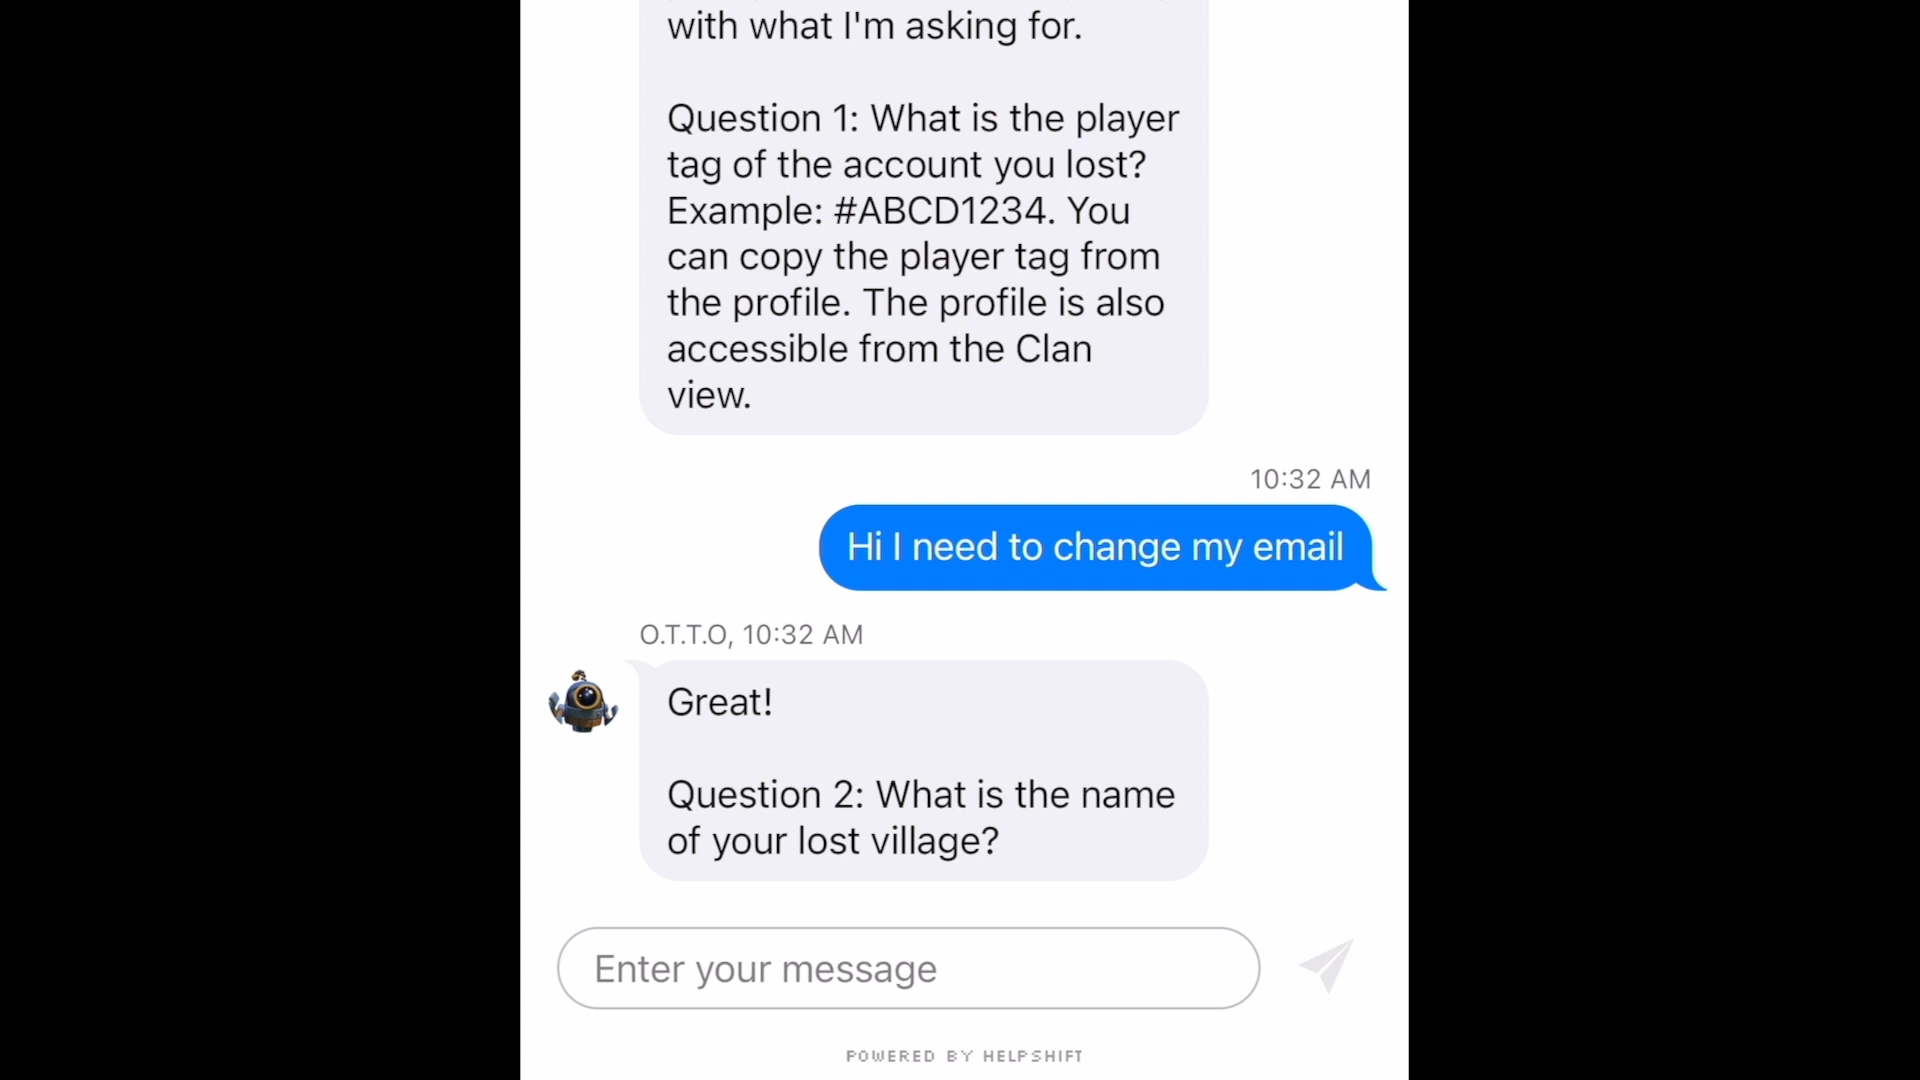 with what I'm asking for.
Question 1: What is the player
tag of the account you lost?
Example: #ABCD1234. You
can copy the player tag from
the profile. The profile is also
accessible from the Clan
view.
10:32 AM
Hi I need to change my email
O.T.T.O, 10:32 AM
Great!
Question 2: What is the name
of your lost village?
Enter your message
POWERED BY HELPSHIFT